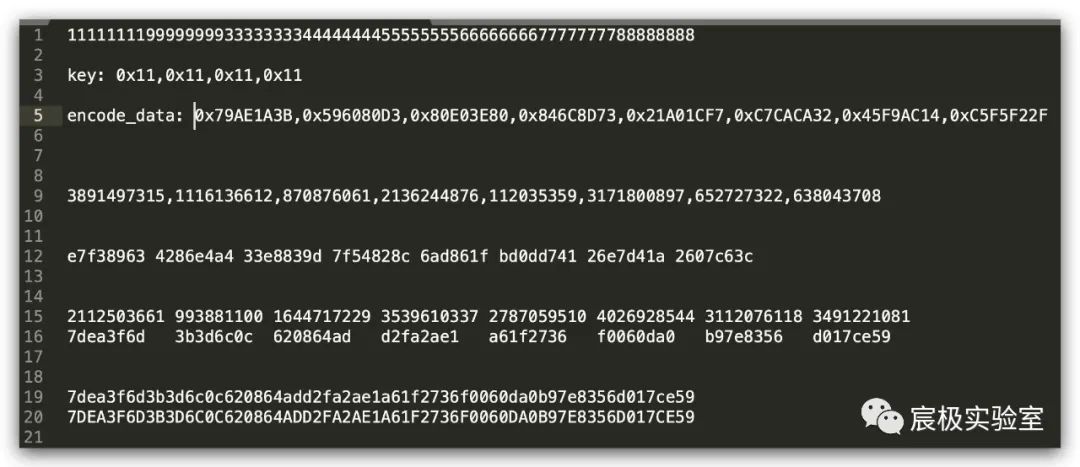 1 1111111199999999333333334444444455555555666666667777777788888888
2
3 key: 0x11,0x11,0x11,0x11
4
5 encode_data: 0x79AE1A3B,0x596080D3,0x80E03E80,0x846C8D73,0x21A01CF7,0xC7CACA32,0x45F9AC14,0xC5F5F22F
6
7
8
9 3891497315,1116136612,870876061,2136244876,112035359,3171800897,652727322,638043708
10
11
12 e7f38963 4286e4a4 33e8839d 7f54828c 6ad861f bd0dd741 26e7d41a 2607c63c
13
14
15 2112503661 993881100 1644717229 3539610337 2787059510 4026928544 3112076118 3491221081
16 7dea3f6d 3b3d6c0c 620864ad d2fa2ae1 a61f2736 f0060da0 b97e8356 d017ce59
17
18
19 7dea3f6d3b3d6c0c620864add2fa2ae1a61f2736f0060da0b97e8356d017ce59
20 7DEA3F6D3B3D6C0C620864ADD2FA2AE1A61F2736F0060DA0B97E8356D017CE59
21
宸极实验室